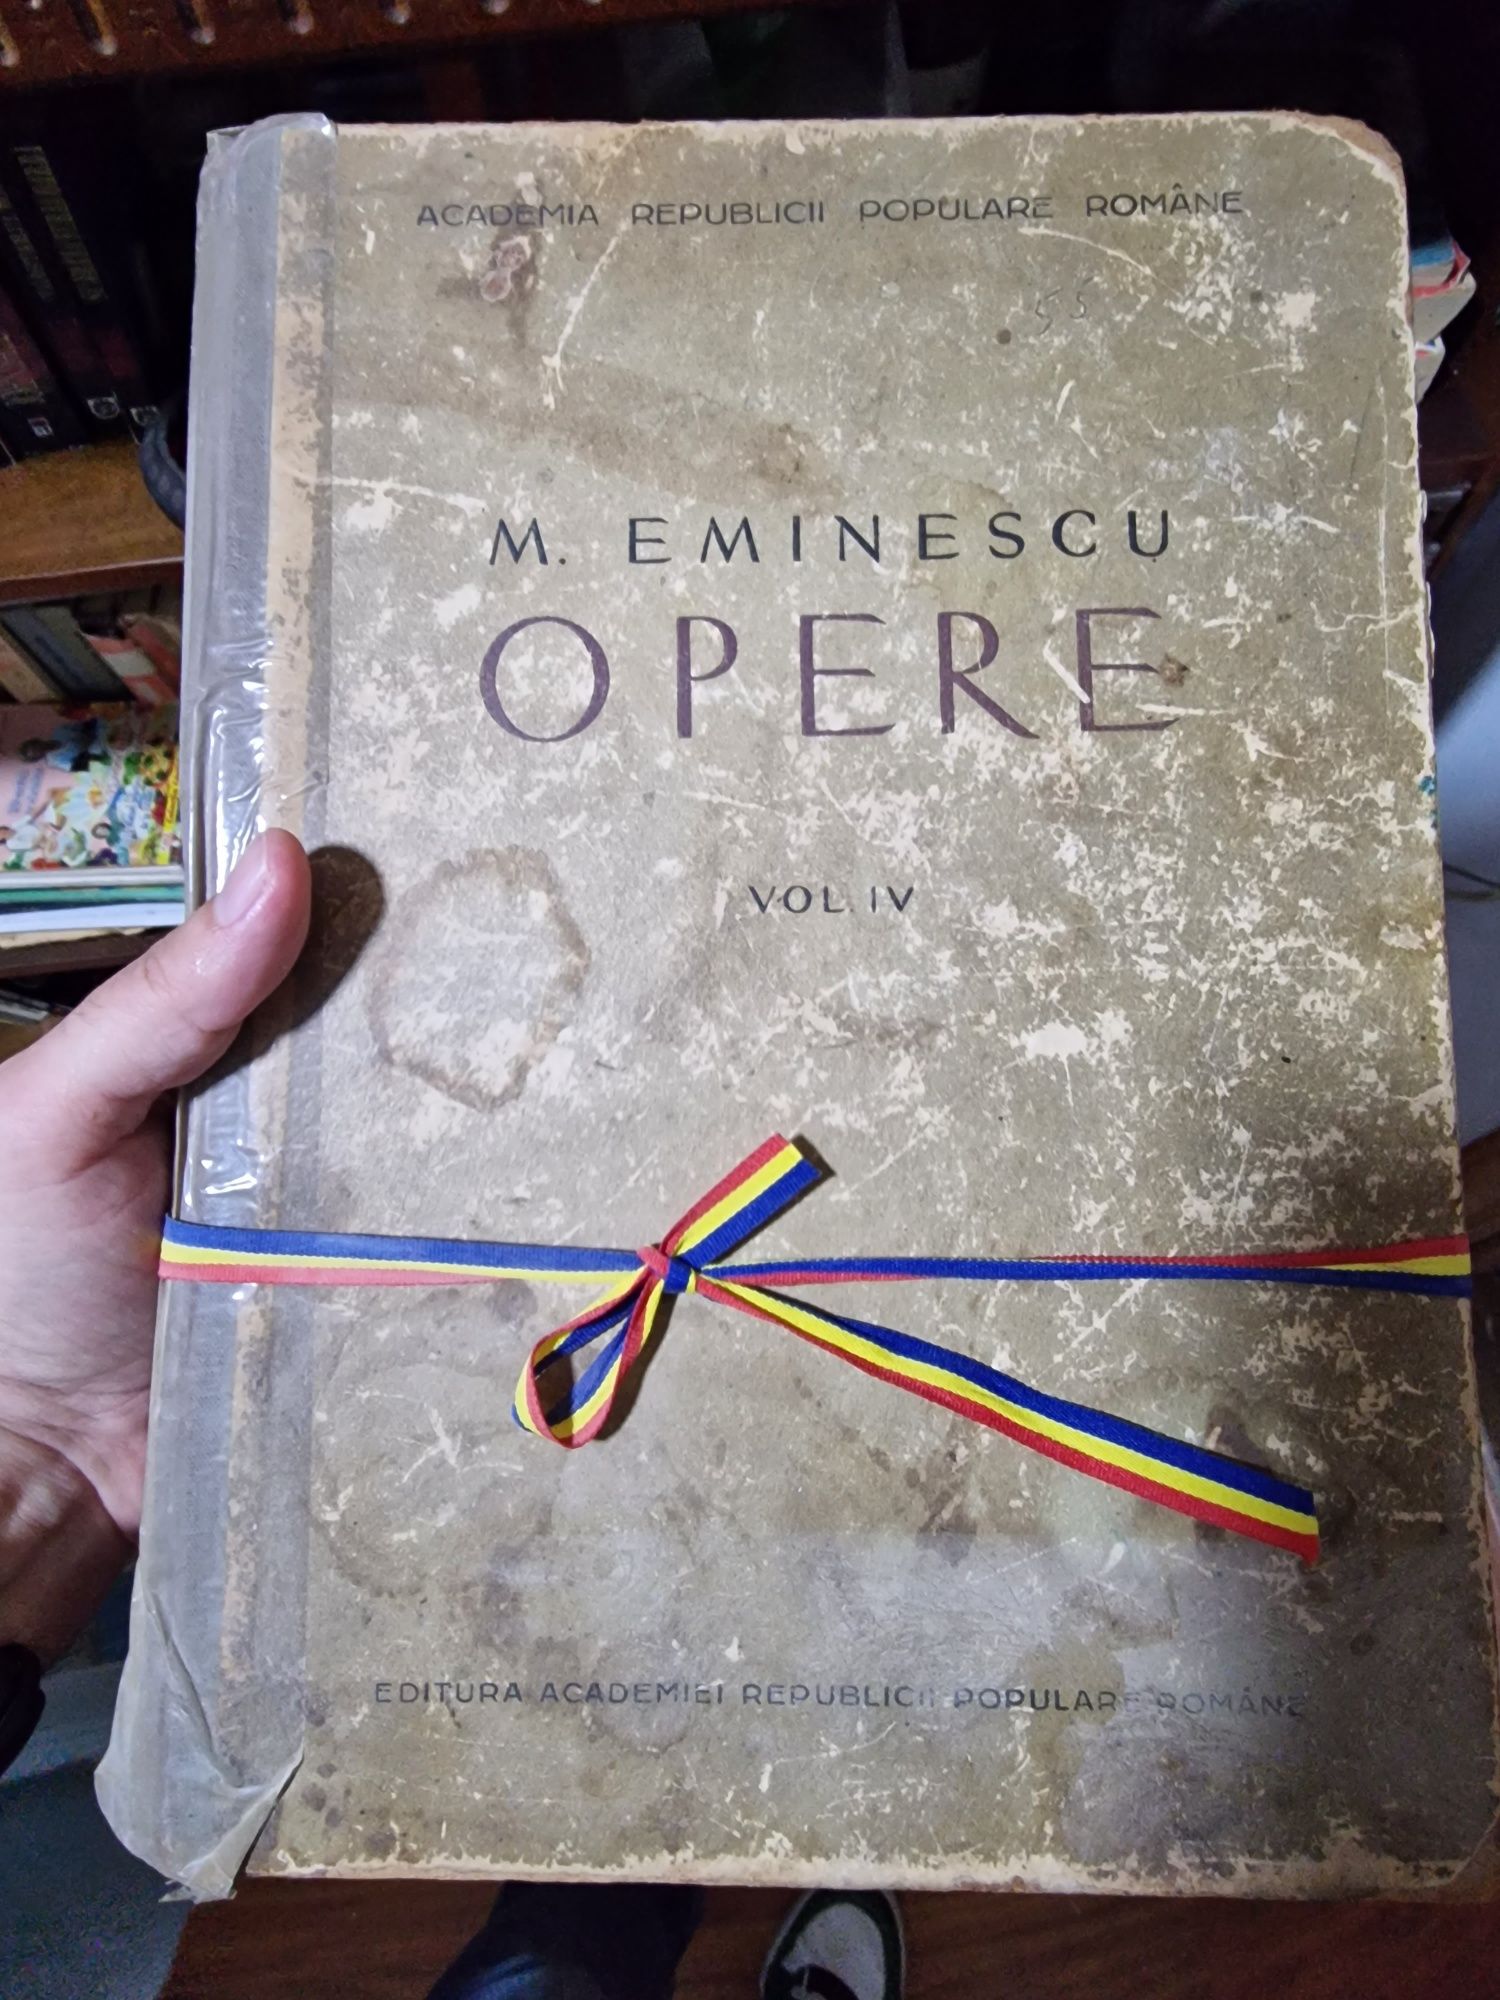 ACADEMIA REPUBLICII POPULARE ROMÂNE
55
M. EMINESCU
OPERE
VOL. IV
EDITURA ACADEMIEI REPUBLICII POPULARE ROMÂNE